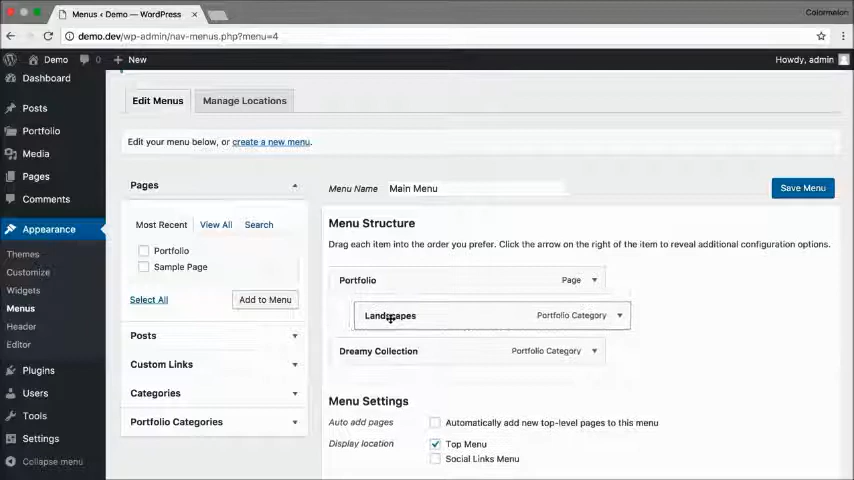 Menus ‹ Demo — WordPress
Colormelon
demo.dev/wp-admin/nav-menus.php?menu=4
Demo
0
New
Howdy, admin
Dashboard
Posts
Portfolio
Media
Pages
Comments
Appearance
Themes
Customize
Widgets
Menus
Header
Editor
Plugins
Users
Tools
Settings
Collapse menu
Edit Menus
Manage Locations
Edit your menu below, or create a new menu.
Pages
Most Recent
View All
Search
Portfolio
Sample Page
Select All
Add to Menu
Posts
Custom Links
Categories
Portfolio Categories
Menu Name
Main Menu
Save Menu
Menu Structure
Drag each item into the order you prefer. Click the arrow on the right of the item to reveal additional configuration options.
Portfolio
Page
Landscapes
Portfolio Category
Dreamy Collection
Portfolio Category
Menu Settings
Auto add pages
Automatically add new top-level pages to this menu
Display location
Top Menu
Social Links Menu